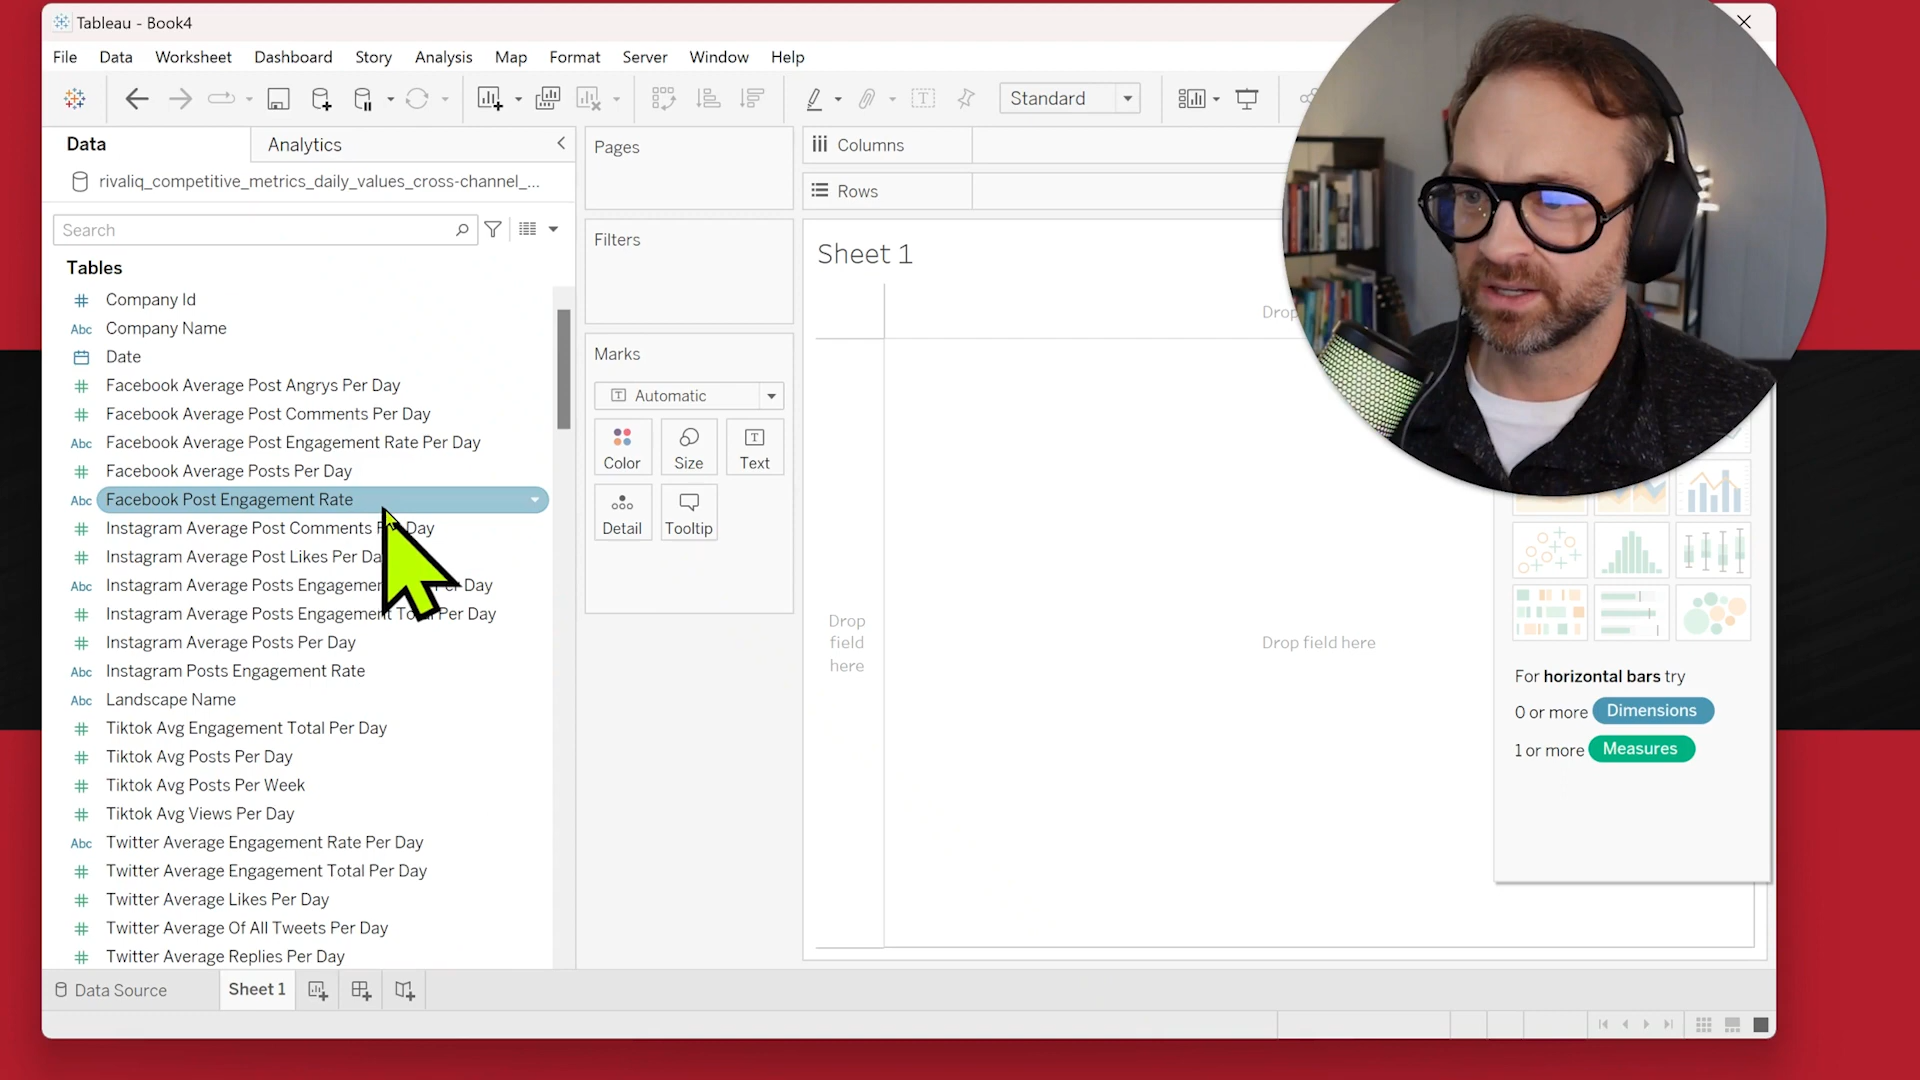 Tableau - Book4
File Data Worksheet Dashboard Story Analysis Map Format Server Window Help
Standard
Data Analytics
rivaliq_competitive_metrics_daily_values_cross-channel_...
Search
Tables
# Company Id
Abc Company Name
Date
# Facebook Average Post Angrys Per Day
# Facebook Average Post Comments Per Day
Abc Facebook Average Post Engagement Rate Per Day
# Facebook Average Posts Per Day
Abc Facebook Post Engagement Rate
# Instagram Average Post Comments Day
# Instagram Average Post Likes Per
Abc Instagram Average Posts Engagement Day
# Instagram Average Posts Engagement Per Day
# Instagram Average Posts Per Day
Abc Instagram Posts Engagement Rate
Abc Landscape Name
# Tiktok Avg Engagement Total Per Day
# Tiktok Avg Posts Per Day
# Tiktok Avg Posts Per Week
# Tiktok Avg Views Per Day
Abc Twitter Average Engagement Rate Per Day
# Twitter Average Engagement Total Per Day
# Twitter Average Likes Per Day
# Twitter Average Of All Tweets Per Day
# Twitter Average Replies Per Day
Pages
Filters
Marks
Automatic
Color Size Text
Detail Tooltip
Columns
Rows
Sheet 1
Drop
Drop
field
here
Drop field here
For horizontal bars try
0 or more Dimensions
1 or more Measures
Data Source Sheet 1